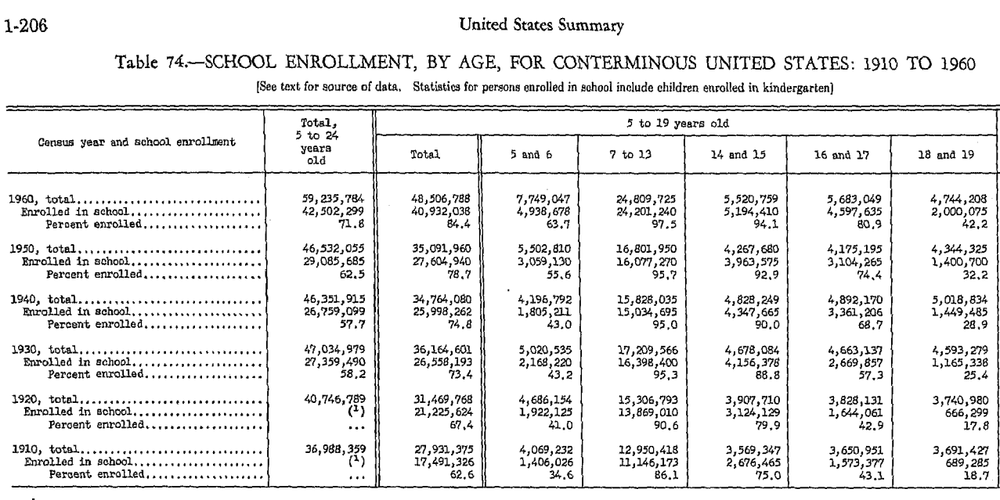 1-206
United States Summary
Table 74.—SCHOOL ENROLLMENT, BY AGE, FOR CONTERMINOUS UNITED STATES: 1910 TO 1960
[See text for source of data. Statistics for persons enrolled in school include children enrolled in kindergarten]
Census year and school enrollment | Total, 5 to 24 years old | 5 to 19 years old
Total | 5 and 6 | 7 to 13 | 14 and 15 | 16 and 17 | 18 and 19
1960, total | 59,235,784 | 48,506,788 | 7,749,047 | 24,809,725 | 5,520,759 | 5,683,049 | 4,744,208
Enrolled in school | 42,502,299 | 40,932,038 | 4,938,678 | 24,201,240 | 5,194,410 | 4,597,635 | 2,000,075
Percent enrolled | 71.8 | 84.4 | 63.7 | 97.5 | 94.1 | 80.9 | 42.2
1950, total | 46,532,055 | 35,091,960 | 5,502,810 | 16,801,950 | 4,267,680 | 4,175,195 | 4,344,325
Enrolled in school | 29,085,685 | 27,604,940 | 3,059,130 | 16,077,270 | 3,963,575 | 3,104,265 | 1,400,700
Percent enrolled | 62.5 | 78.7 | 55.6 | 95.7 | 92.9 | 74.4 | 32.2
1940, total | 46,351,915 | 34,764,080 | 4,196,792 | 15,828,035 | 4,828,249 | 4,892,170 | 5,018,834
Enrolled in school | 26,759,099 | 25,998,262 | 1,805,211 | 15,034,695 | 4,347,665 | 3,361,206 | 1,449,485
Percent enrolled | 57.7 | 74.8 | 43.0 | 95.0 | 90.0 | 68.7 | 28.9
1930, total | 47,034,979 | 36,164,601 | 5,020,535 | 17,209,566 | 4,678,084 | 4,663,137 | 4,593,279
Enrolled in school | 27,359,490 | 26,558,193 | 2,168,220 | 16,398,400 | 4,156,378 | 2,669,857 | 1,165,338
Percent enrolled | 58.2 | 73.4 | 43.2 | 95.3 | 88.8 | 57.3 | 25.4
1920, total | 40,746,789 | 31,469,768 | 4,686,154 | 15,306,793 | 3,907,710 | 3,828,131 | 3,740,980
Enrolled in school | (1) | 21,225,624 | 1,922,125 | 13,869,010 | 3,124,129 | 1,644,061 | 666,299
Percent enrolled | ... | 67.4 | 41.0 | 90.6 | 79.9 | 42.9 | 17.8
1910, total | 36,988,359 | 27,931,375 | 4,069,232 | 12,950,418 | 3,569,347 | 3,650,951 | 3,691,427
Enrolled in school | (1) | 17,491,326 | 1,406,026 | 11,146,173 | 2,676,465 | 1,573,377 | 689,285
Percent enrolled | ... | 62.6 | 34.6 | 86.1 | 75.0 | 43.1 | 18.7